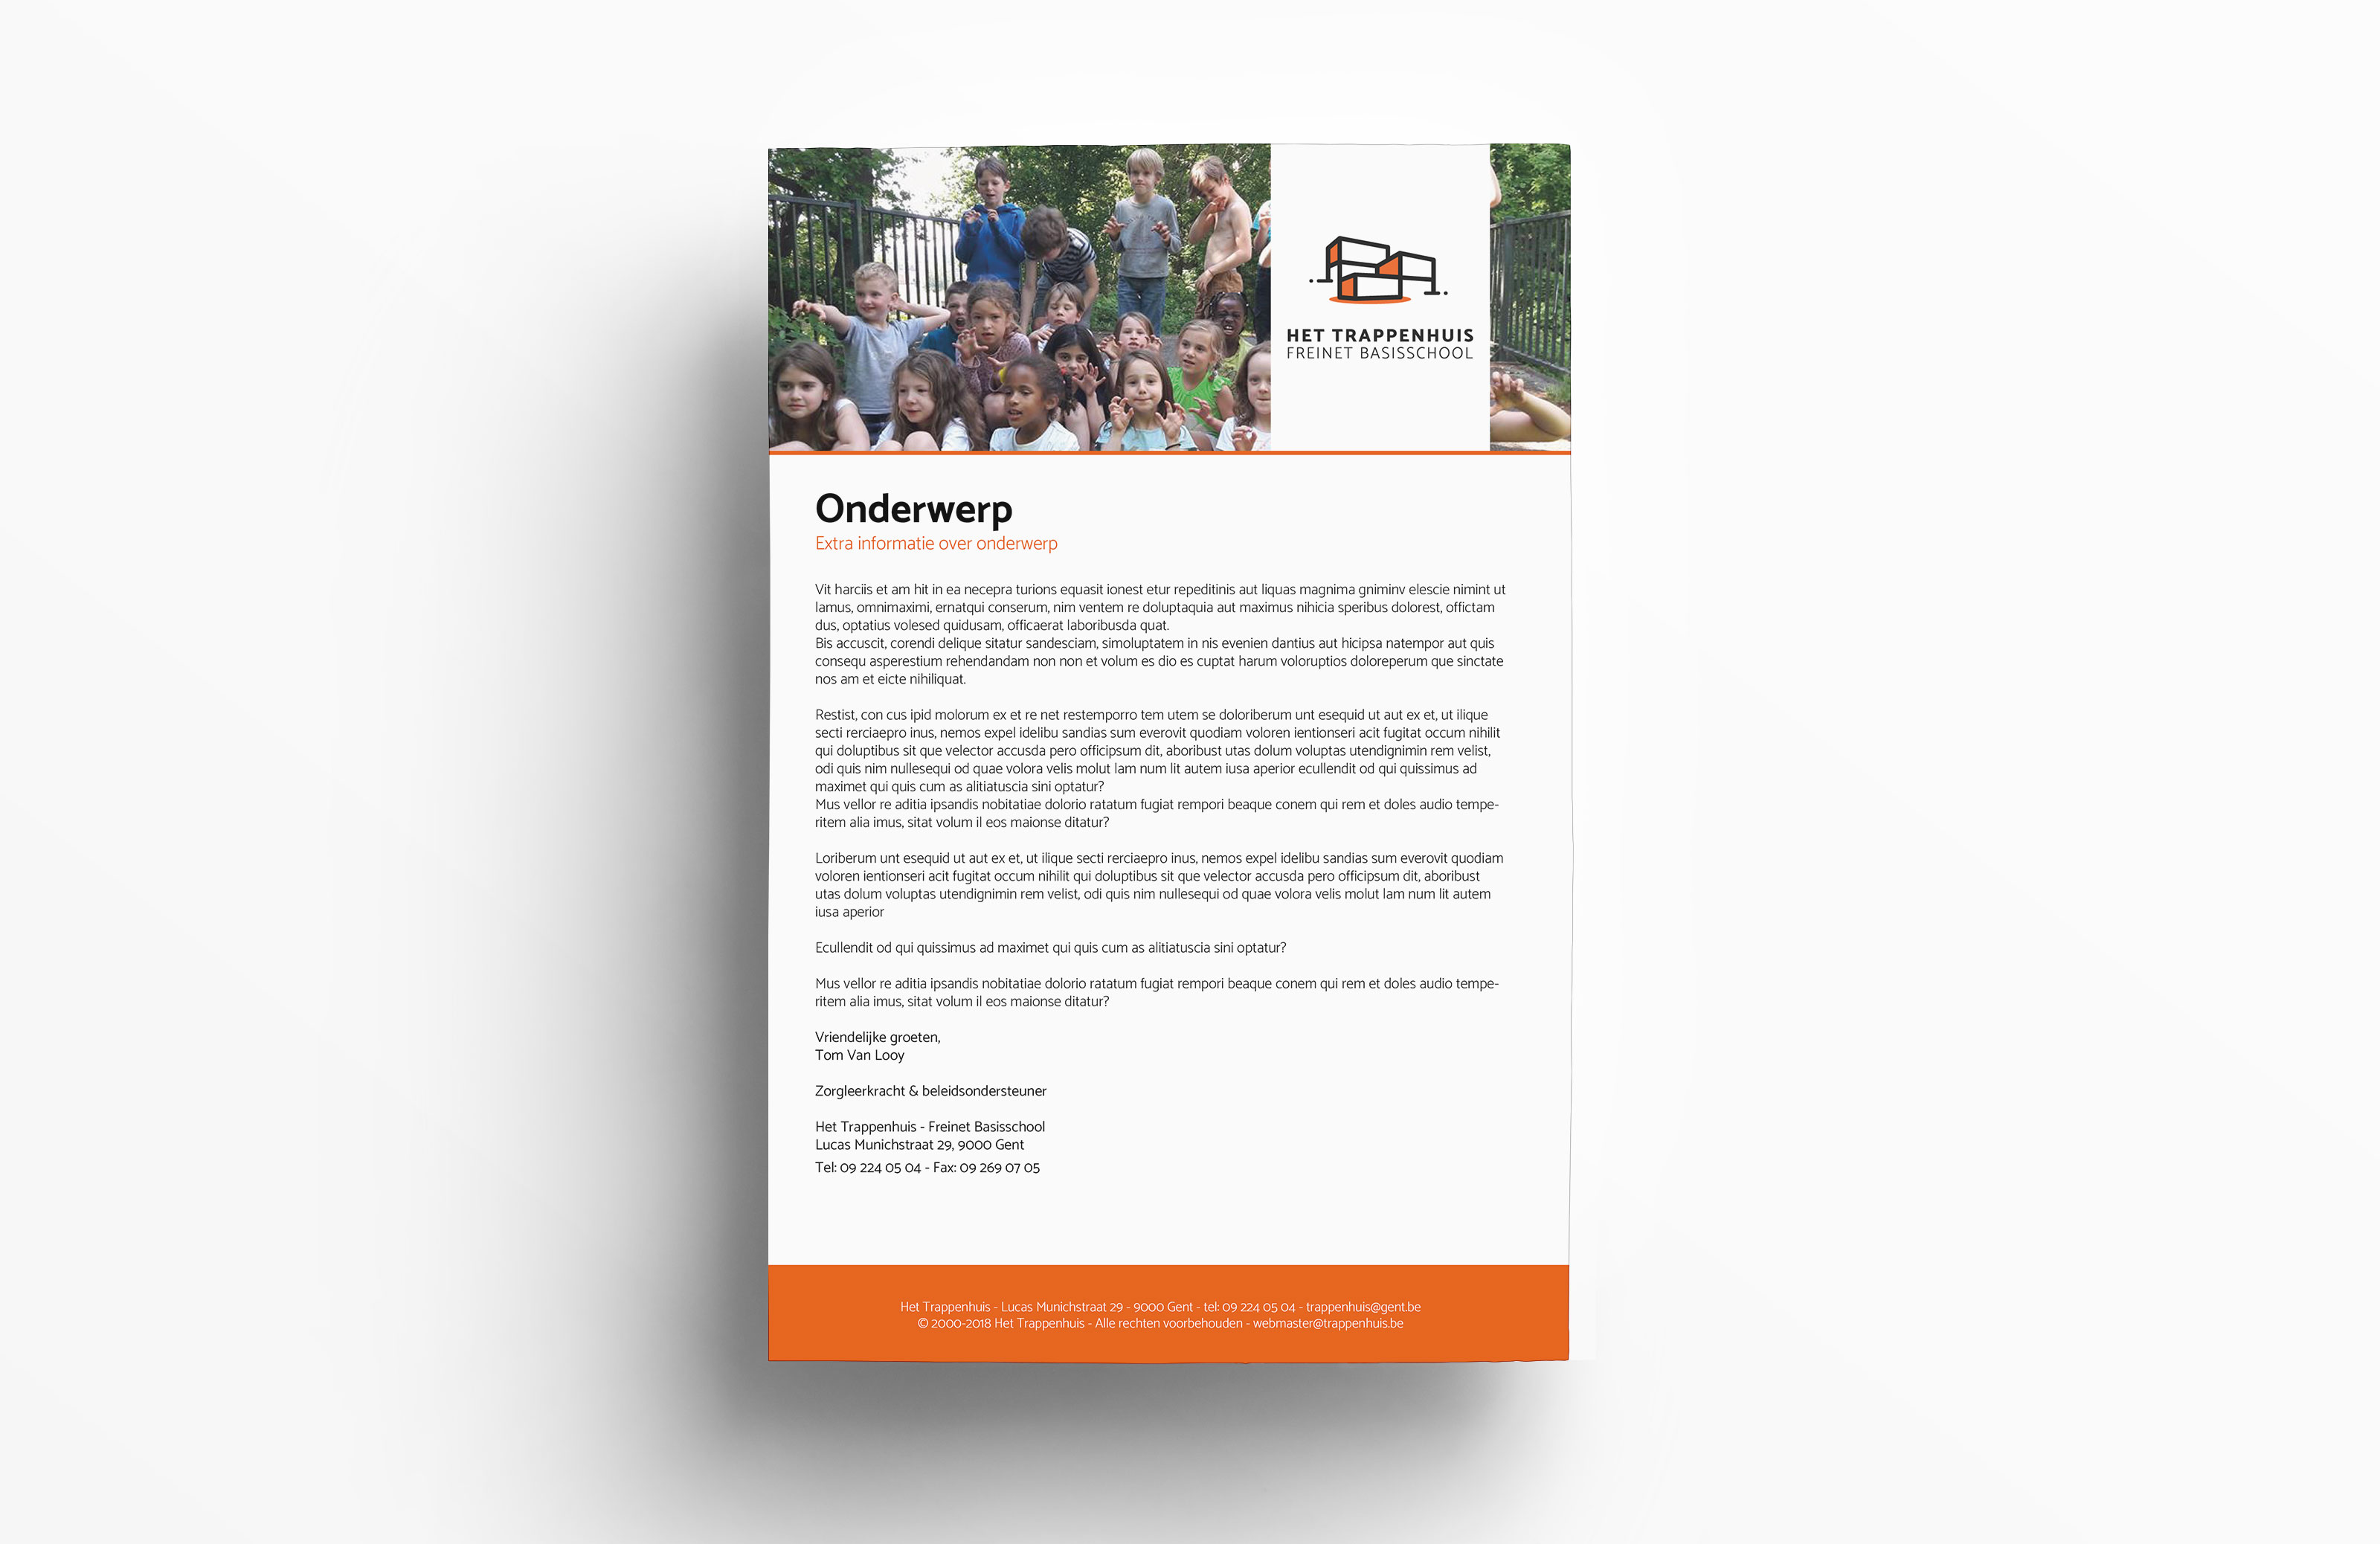 HET TRAPPENHUIS
FREINET BASISSCHOOL
Onderwerp
Extra informatie over onderwerp
Vit harciis et am hit in ea necepra turions equasit ionest etur repeditinis aut liquas magnima gniminv elescie nimint ut
lamus, omnimaximi, ernatqui conserum, nim ventem re doluptaquia aut maximus nihicia speribus dolorest, offictam
dus, optatius volesed quidusam, officaerat laboribusda quat.
Bis accuscit, corendi delique sitatur sandesciam, simoluptatem in nis evenien dantius aut hicipsa natempor aut quis
consequ asperestium rehendandam non non et volum es dio es cuptat harum voloruptios doloreperum que sinctate
nos am et eicte nihiliquat.
Restist, con cus ipid molorum ex et re net restemporro tem utem se doloriberum unt esequid ut aut ex et, ut ilique
secti rerciaepro inus, nemos expel idelibu sandias sum everovit quodiam voloren ientionseri acit fugitat occum nihilit
qui doluptibus sit que velector accusda pero officipsum dit, aboribust utas dolum voluptas utendignimin rem velist,
odi quis nim nullesequi od quae volora velis molut lam num lit autem iusa aperior ecullendit od qui quissimus ad
maximet qui quis cum as alitiatuscia sini optatur?
Mus vellor re aditia ipsandis nobitatiae dolorio ratatum fugiat rempori beaque conem qui rem et doles audio tempe-
ritem alia imus, sitat volum il eos maionse ditatur?
Loriberum unt esequid ut aut ex et, ut ilique secti rerciaepro inus, nemos expel idelibu sandias sum everovit quodiam
voloren ientionseri acit fugitat occum nihilit qui doluptibus sit que velector accusda pero officipsum dit, aboribust
utas dolum voluptas utendignimin rem velist, odi quis nim nullesequi od quae volora velis molut lam num lit autem
iusa aperior
Ecullendit od qui quissimus ad maximet qui quis cum as alitiatuscia sini optatur?
Mus vellor re aditia ipsandis nobitatiae dolorio ratatum fugiat rempori beaque conem qui rem et doles audio tempe-
ritem alia imus, sitat volum il eos maionse ditatur?
Vriendelijke groeten,
Tom Van Looy
Zorgleerkracht & beleidsondersteuner
Het Trappenhuis - Freinet Basisschool
Lucas Munichstraat 29, 9000 Gent
Tel: 09 224 05 04 - Fax: 09 269 07 05
Het Trappenhuis - Lucas Munichstraat 29 - 9000 Gent - tel: 09 224 05 04 - trappenhuis@gent.be
© 2000-2018 Het Trappenhuis - Alle rechten voorbehouden - webmaster@trappenhuis.be